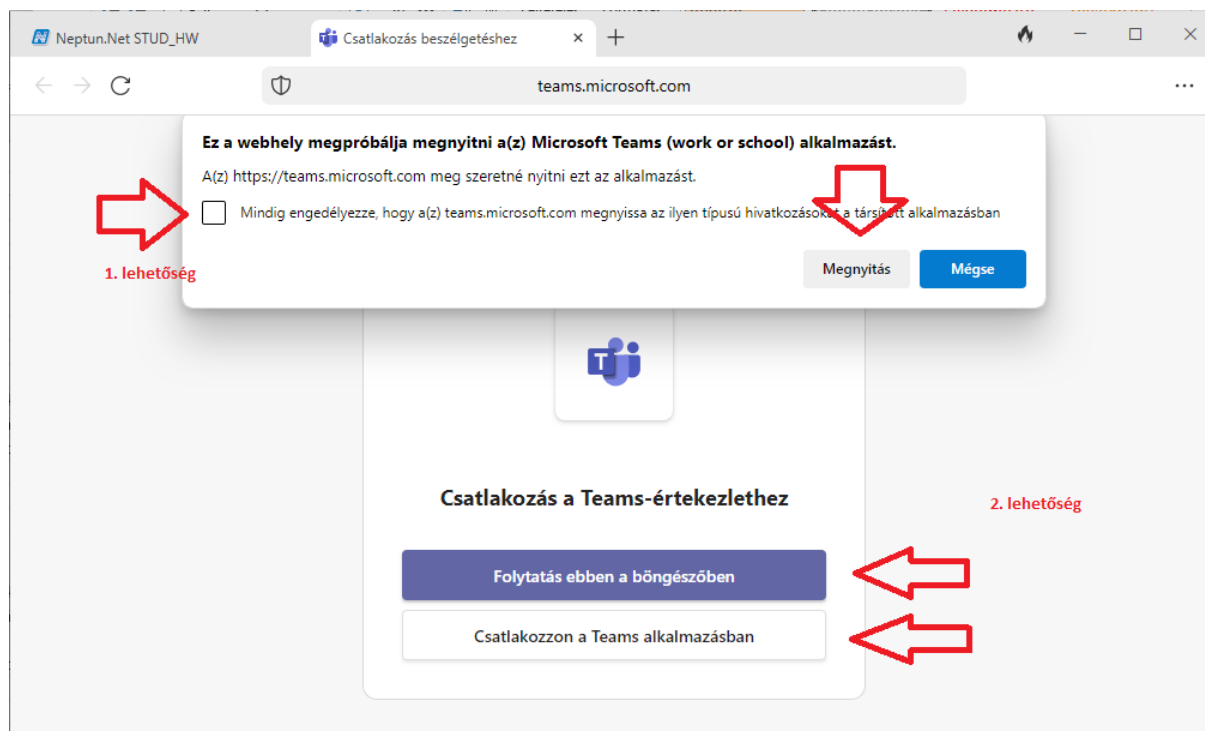 Neptun.Net STUD_HW
Csatlakozás beszélgetéshez
teams.microsoft.com
Ez a webhely megpróbálja megnyitni a(z) Microsoft Teams (work or school) alkalmazást.
A(z) https://teams.microsoft.com meg szeretné nyitni ezt az alkalmazást.
Mindig engedélyezze, hogy a(z) teams.microsoft.com megnyissa az ilyen típusú hivatkozásokat a társított alkalmazásban
1. lehetőség
Megnyitás
Mégse
T
Csatlakozás a Teams-értekezlethez
2. lehetőség
Folytatás ebben a böngészőben
Csatlakozzon a Teams alkalmazásban